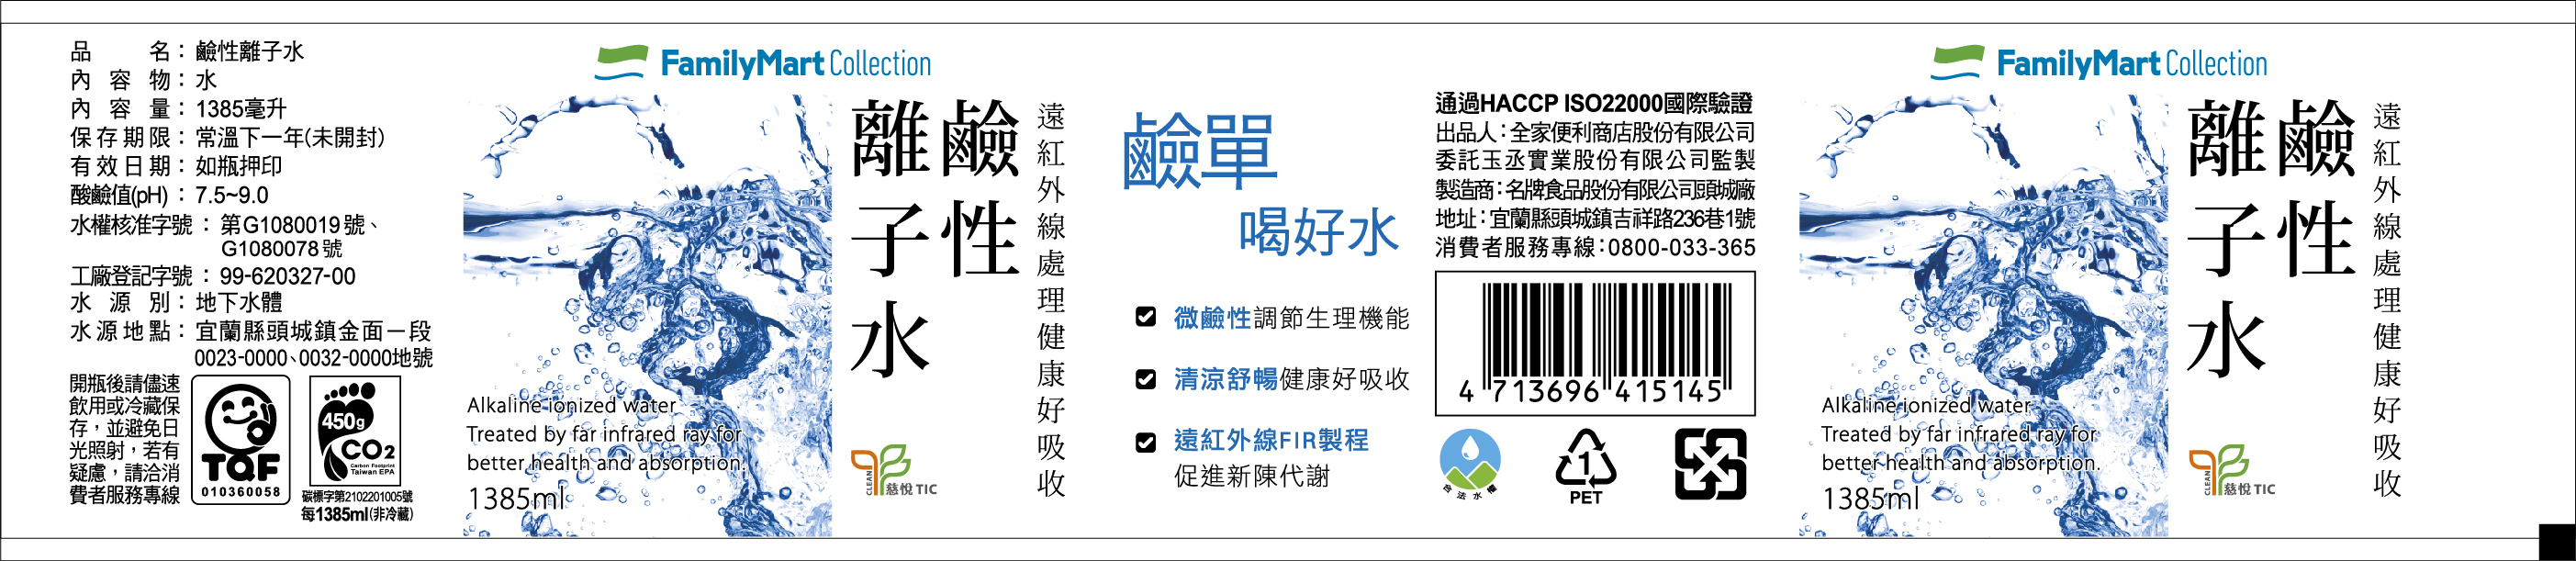 品名：鹼性離子水
內容物：水
內容量：1385毫升
保存期限：常溫下一年(未開封)
有效日期：如瓶押印
酸鹼值(pH)：7.5~9.0
水權核准字號：第G1080019號、
G1080078號
工廠登記字號：99-620327-00
水源別：地下水體
水源地點：宜蘭縣頭城鎮金面一段
0023-0000、0032-0000地號
開瓶後請儘速
飲用或冷藏保
存，並避免日
光照射，若有
疑慮，請洽消
費者服務專線
TQF
010360058
450g
CO2
Carbon Footprint
Taiwan EPA
碳標字第2102201005號
每1385ml(非冷藏)
FamilyMart Collection
遠紅外線處理健康好吸收
鹼性
離子水
Alkaline ionized water
Treated by far infrared ray for
better health and absorption.
1385ml
CLEAN
慈悅TIC
鹼單
喝好水
微鹼性調節生理機能
清涼舒暢健康好吸收
遠紅外線FIR製程
促進新陳代謝
通過HACCP ISO22000國際驗證
出品人：全家便利商店股份有限公司
委託玉丞實業股份有限公司監製
製造商：名牌食品股份有限公司頭城廠
地址：宜蘭縣頭城鎮吉祥路236巷1號
消費者服務專線：0800-033-365
4 713696 415145
合法水權
1
PET
FamilyMart Collection
遠紅外線處理健康好吸收
鹼性
離子水
Alkaline ionized water
Treated by far infrared ray for
better health and absorption.
1385ml
CLEAN
慈悅TIC